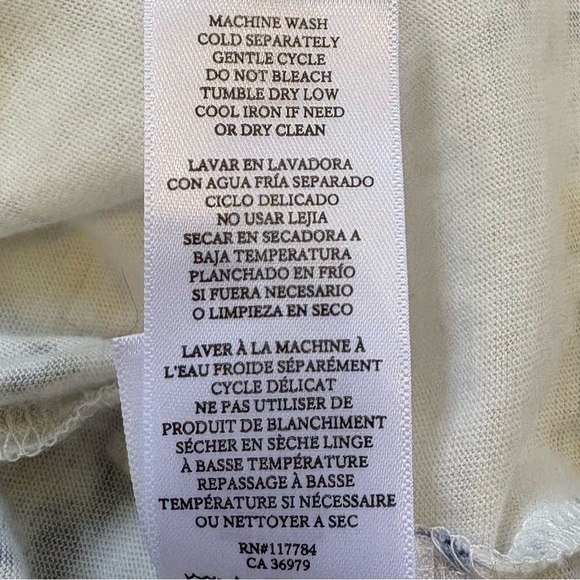 MACHINE WASH
COLD SEPARATELY
GENTLE CYCLE
DO NOT BLEACH
TUMBLE DRY LOW
COOL IRON IF NEED
OR DRY CLEAN
LAVAR EN LAVADORA
CON AGUA FRÍA SEPARADO
CICLO DELICADO
NO USAR LEJIA
SECAR EN SECADORA A
BAJA TEMPERATURA
PLANCHADO EN FRÍO
SI FUERA NECESARIO
O LIMPIEZA EN SECO
LAVER À LA MACHINE À
L'EAU FROIDE SÉPARÉMENT
CYCLE DÉLICAT
NE PAS UTILISER DE
PRODUIT DE BLANCHIMENT
SÉCHER EN SÈCHE LINGE
À BASSE TEMPÉRATURE
REPASSAGE À BASSE
TEMPÉRATURE SI NÉCESSAIRE
OU NETTOYER A SEC
RN#117784
CA 36979